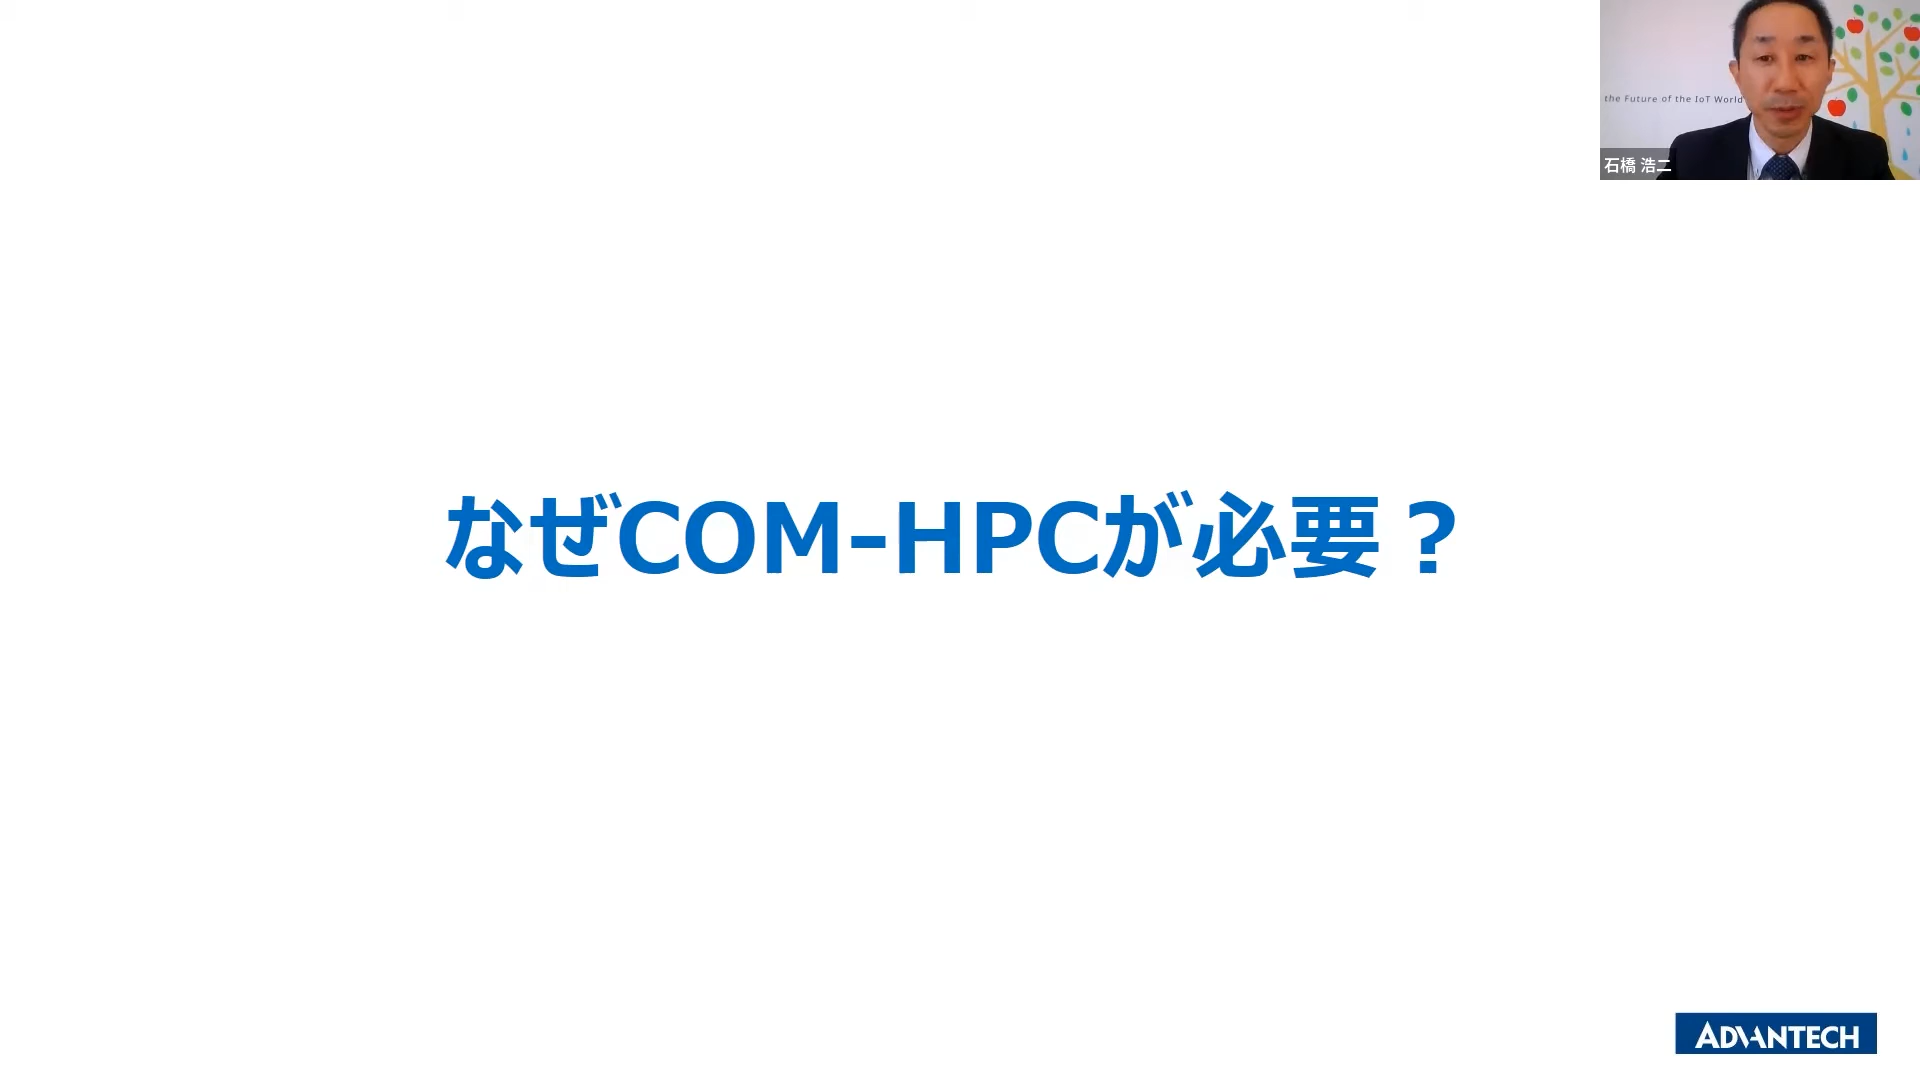 the Future of the IoT World
石橋 浩二
なぜCOM-HPCが必要？
ADVANTECH